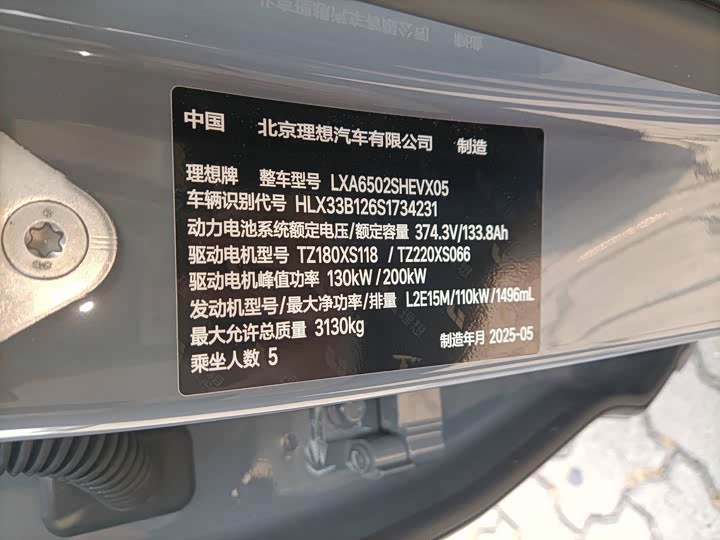 中国 北京理想汽车有限公司 制造
理想牌 整车型号 LXA6502SHEVX05
车辆识别代号 HLX33B126S1734231
动力电池系统额定电压/额定容量 374.3V/133.8Ah
驱动电机型号 TZ180XS118 / TZ220XS066
驱动电机峰值功率 130kW/200kW
发动机型号/最大净功率/排量 L2E15M/110kW/1496mL
最大允许总质量 3130kg 制造年月 2025-05
乘坐人数 5